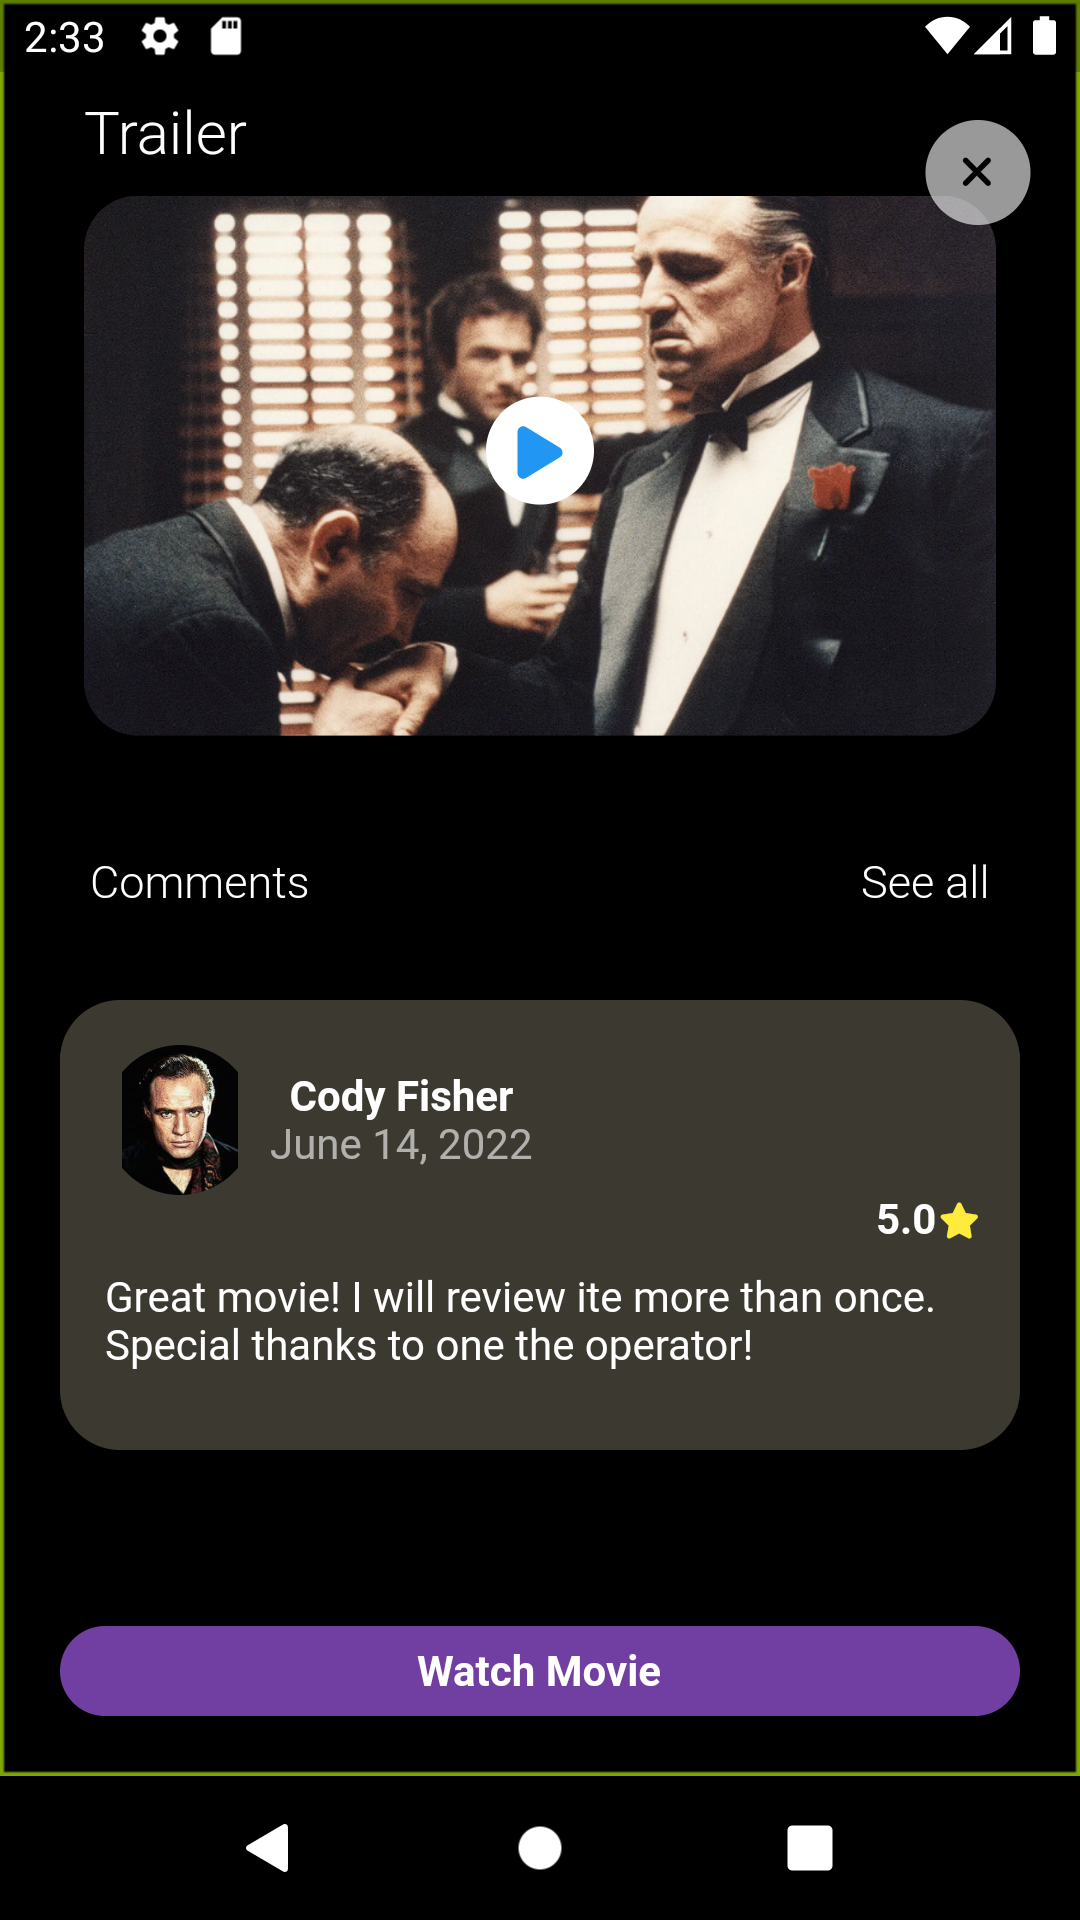 2:33
Trailer
Comments
See all
Cody Fisher
June 14, 2022
5.0
Great movie! I will review ite more than once.
Special thanks to one the operator!
Watch Movie